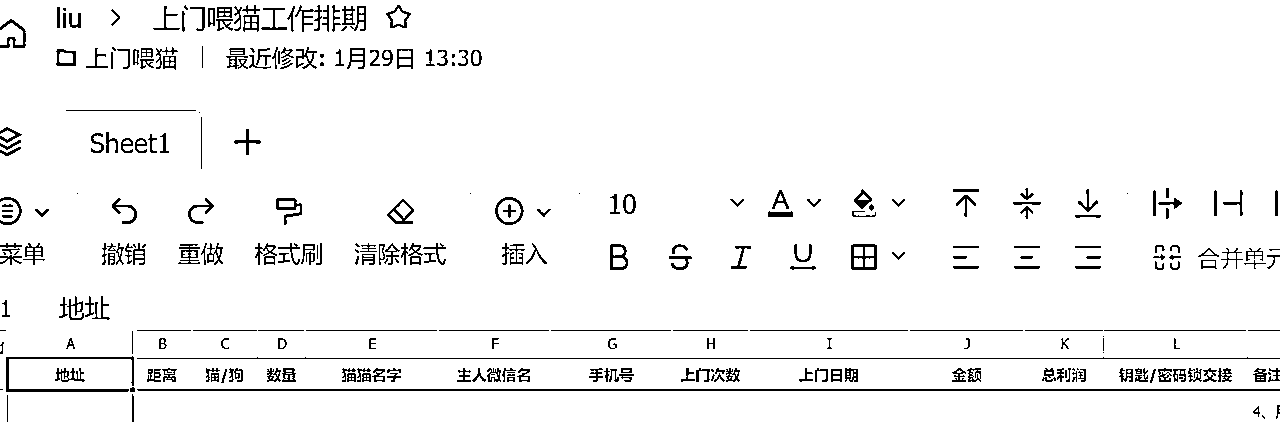 liu > 上门喂猫工作排期
上门喂猫 | 最近修改: 1月29日 13:30
Sheet1
10
菜单 撤销 重做 格式刷 清除格式 插入 B S I U 合并单元
1 地址
A B C D E F G H I J K L
地址 距离 猫/狗 数量 猫猫名字 主人微信名 手机号 上门次数 上门日期 金额 总利润 钥匙/密码锁交接 备注
4、